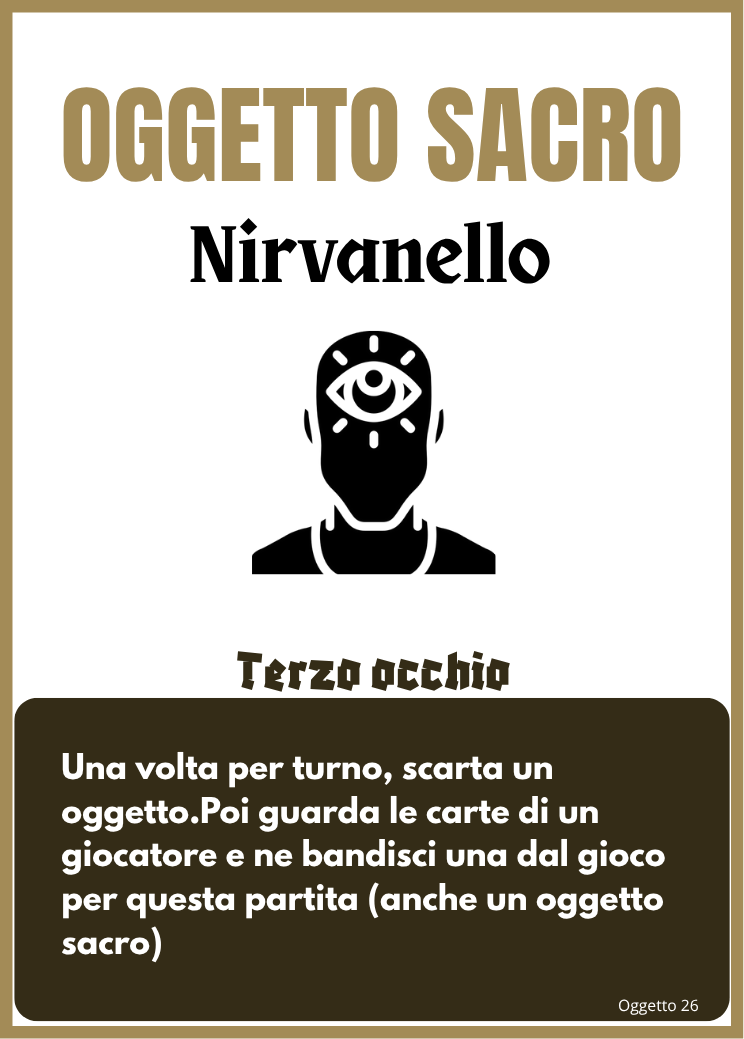 OGGETTO SACRO
Nirvanello
Terzo occhio
Una volta per turno, scarta un
oggetto.Poi guarda le carte di un
giocatore e ne bandisci una dal gioco
per questa partita (anche un oggetto
sacro)
Oggetto 26